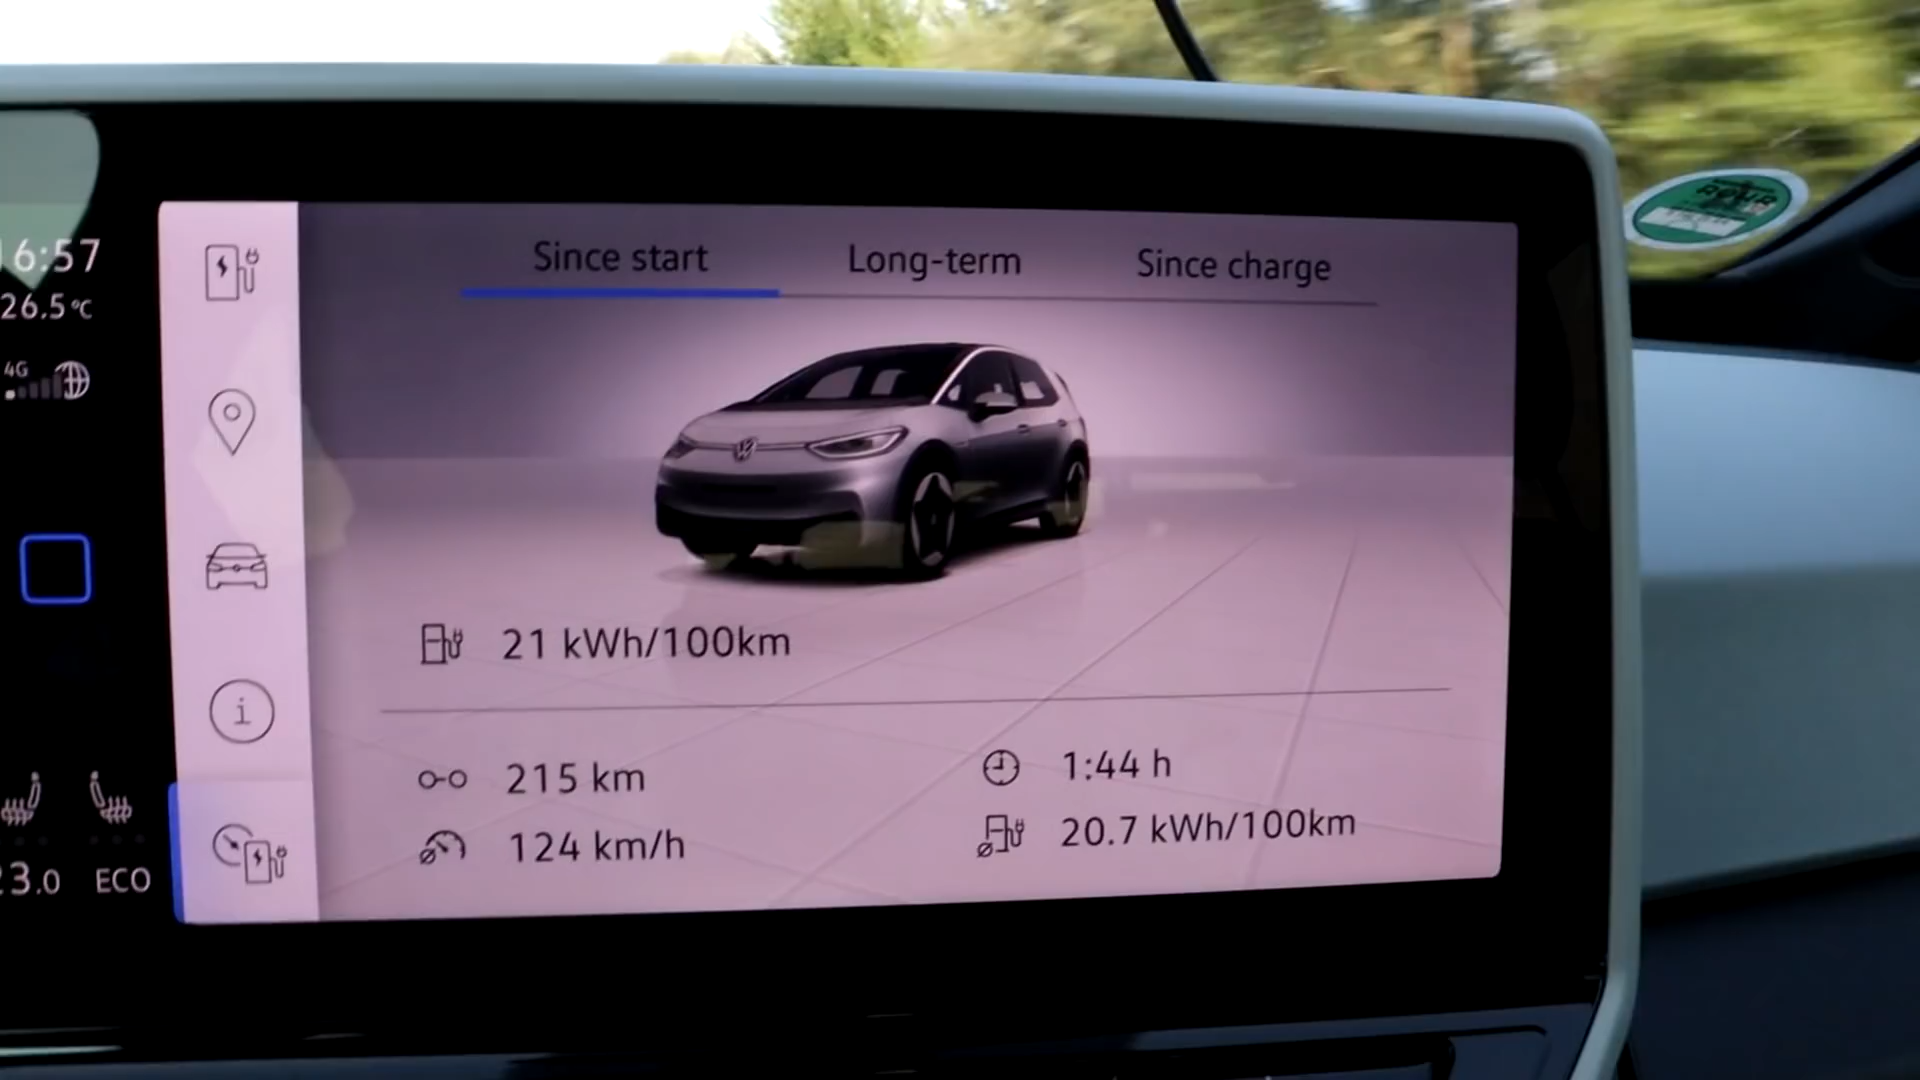 Since start Long-term Since charge
6:57
26.5°C
4G
21 kWh/100km
215 km 1:44 h
124 km/h 20.7 kWh/100km
3.0 ECO